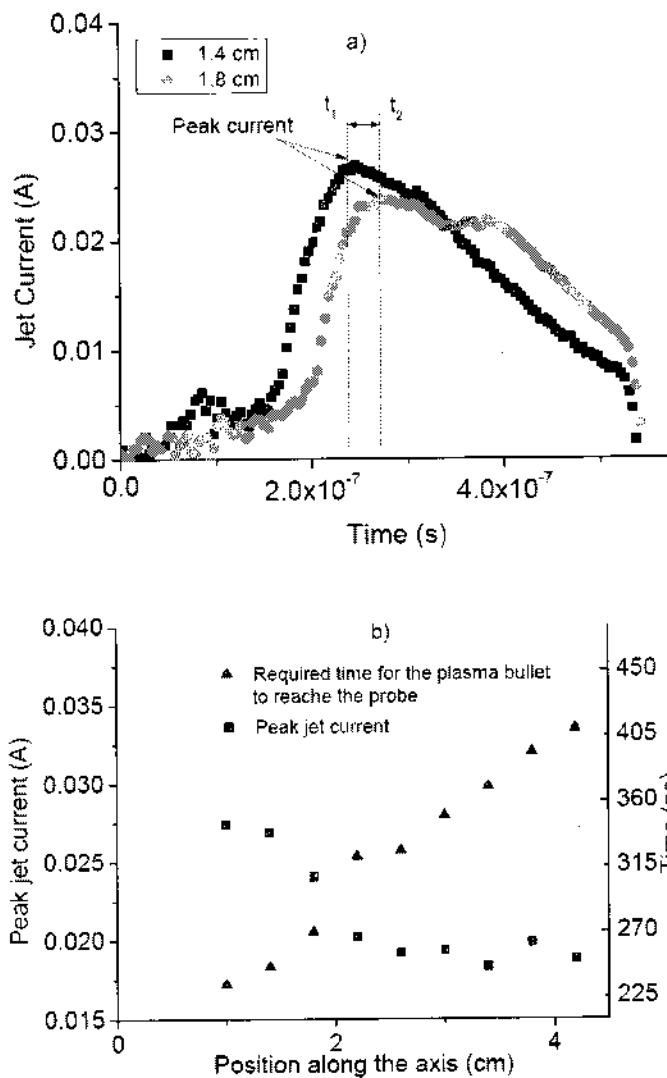 a)
1.4 cm
1.8 cm
t1
t2
Peak current
Jet Current (A)
0.04
0.03
0.02
0.01
0.00
0.0
2.0x10-7
4.0x10-7
Time (s)
b)
Required time for the plasma bullet
to reache the probe
Peak jet current
Peak jet current (A)
0.040
0.035
0.030
0.025
0.020
0.015
450
405
360
315
270
225
0
2
4
Position along the axis (cm)